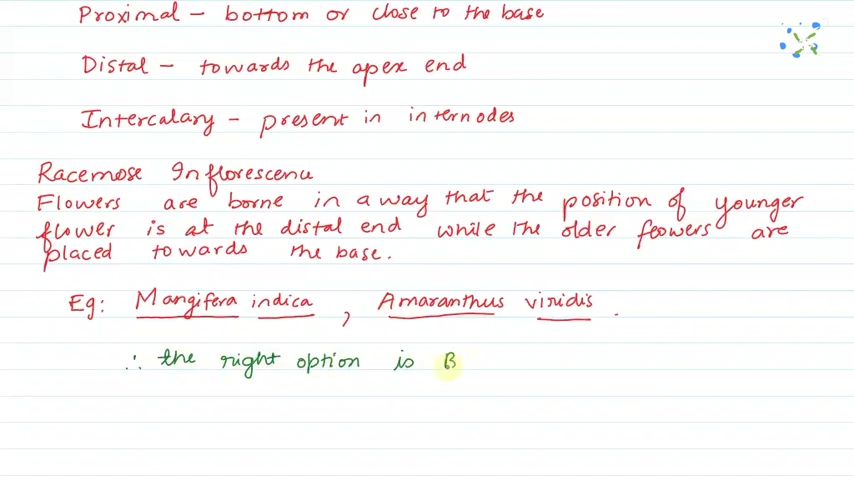 Proximal - bottom or close to the base
Distal - towards the apex end
Intercalary - present in internodes
Racemose Inflorescenu
Flowers are borne in a way that the position of younger
flower is at the distal end while the older feowers are
placed towards the base.
Eg: Mangifera indica, Amaranthus viridis.
∴ the right option is B